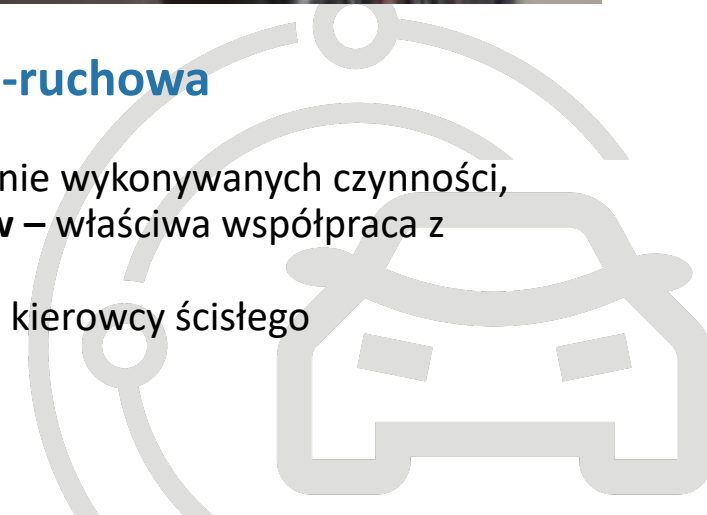 -ruchowa
nie wykonywanych czynności,
w – właściwa współpraca z
kierowcy ścisłego